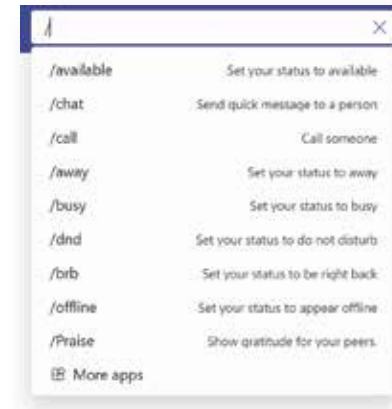 /
/available Set your status to available
/chat Send quick message to a person
/call Call someone
/away Set your status to away
/busy Set your status to busy
/dnd Set your status to do not disturb
/brb Set your status to be right back
/offline Set your status to appear offline
/Praise Show gratitude for your peers.
More apps